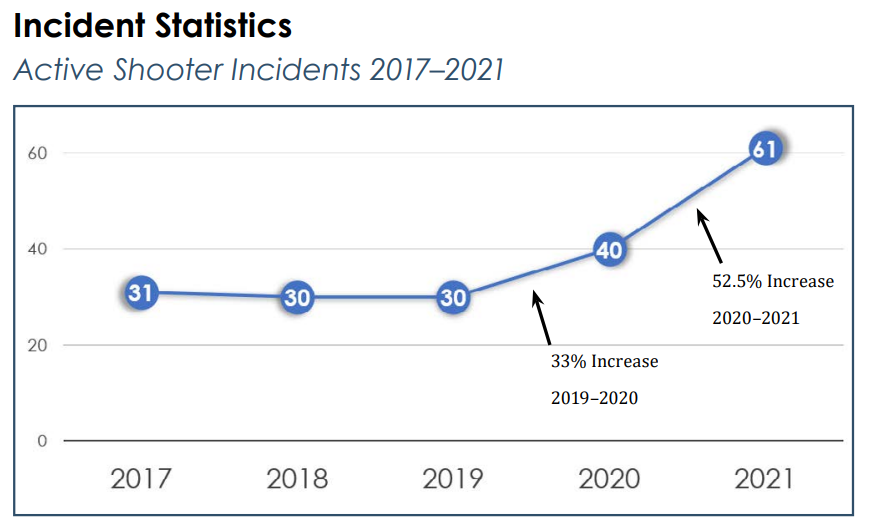 Incident Statistics
Active Shooter Incidents 2017–2021
60
61
40
40
52.5% Increase
31
30
30
2020–2021
20
33% Increase
2019–2020
0
2017 2018 2019 2020 2021